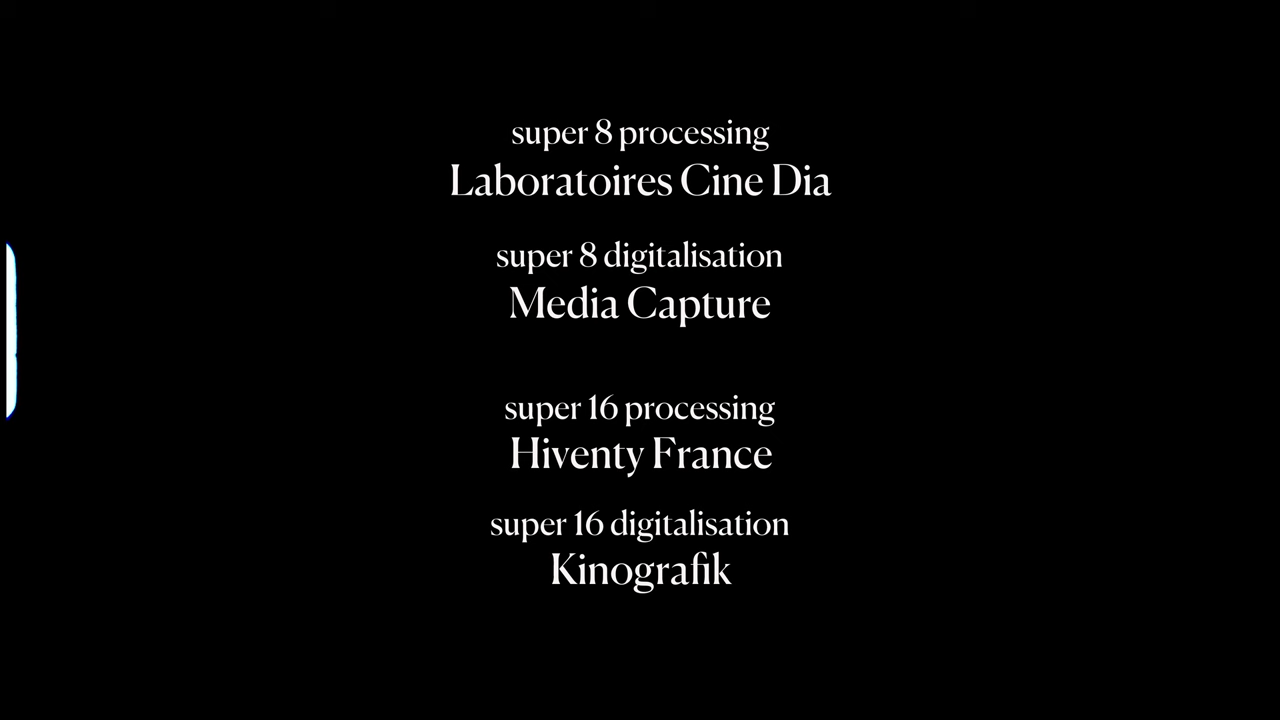 super 8 processing
Laboratoires Cine Dia
super 8 digitalisation
Media Capture
super 16 processing
Hiventy France
super 16 digitalisation
Kinografik